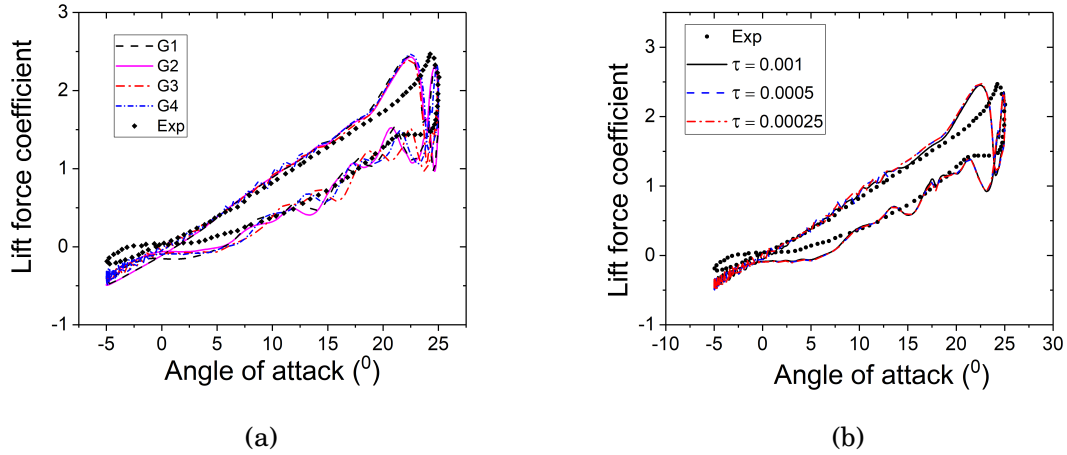 3
2
1
0
-1
-5
0
5
10
15
20
25
Lift force coefficient
Angle of attack (⁰)
G1
G2
G3
G4
Exp
(a)
3
2
1
0
-1
-10
-5
0
5
10
15
20
25
30
Lift force coefficient
Angle of attack (⁰)
Exp
τ = 0.001
τ = 0.0005
τ = 0.00025
(b)